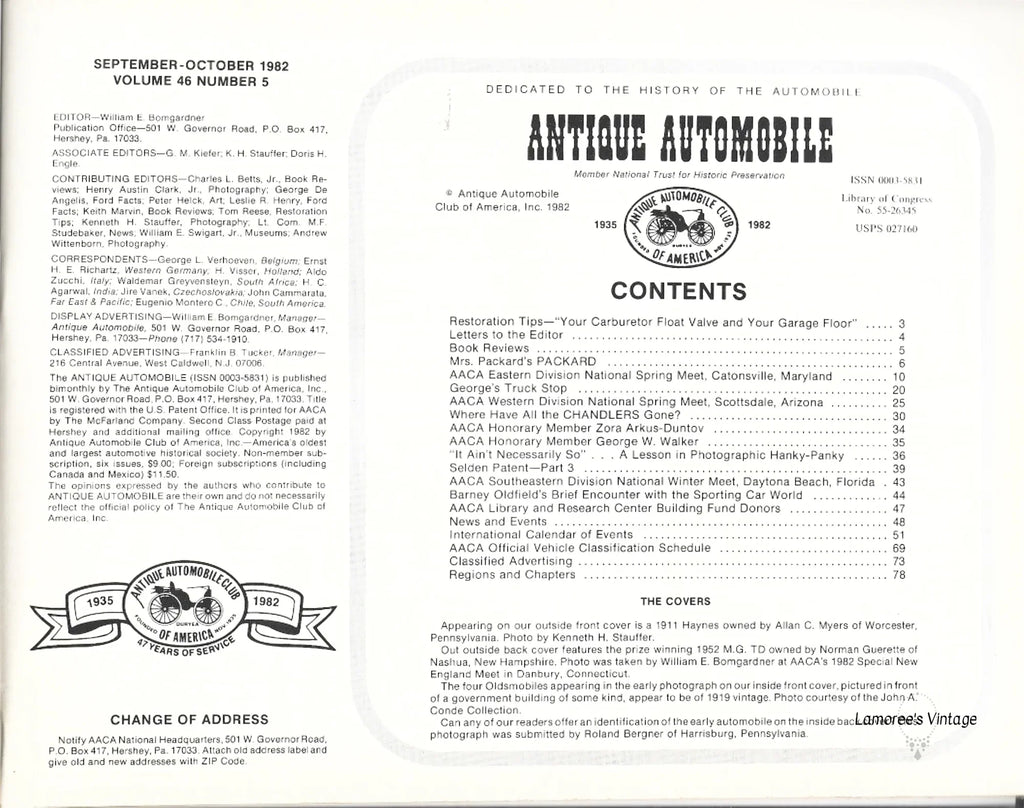 SEPTEMBER-OCTOBER 1982
VOLUME 46 NUMBER 5
EDITOR—William E. Bomgardner
Publication Office—501 W. Governor Road, P.O. Box 417,
Hershey, Pa. 17033.
ASSOCIATE EDITORS—G. M. Kiefer; K. H. Stauffer; Doris H.
Engle.
CONTRIBUTING EDITORS—Charles L. Betts, Jr., Book Re-
views; Henry Austin Clark, Jr., Photography; George De
Angelis, Ford Facts; Peter Helck, Art; Leslie R. Henry, Ford
Facts; Keith Marvin, Book Reviews; Tom Reese, Restoration
Tips; Kenneth H. Stauffer, Photography; Lt. Com. M.F.
Studebaker, News; William E. Swigart, Jr., Museums; Andrew
Wittenborn, Photography.
CORRESPONDENTS—George L. Verhoeven, Belgium; Ernst
H. E. Richartz, Western Germany; H. Visser, Holland; Aldo
Zucchi, Italy; Waldemar Greyvensteyn, South Africa; H. C.
Agarwal, India; Jire Vanek, Czechoslovakia; John Cammarata,
Far East & Pacific; Eugenio Montero C., Chile, South America.
DISPLAY ADVERTISING—William E. Bomgardner, Manager—
Antique Automobile, 501 W. Governor Road, P.O. Box 417,
Hershey, Pa. 17033—Phone (717) 534-1910.
CLASSIFIED ADVERTISING—Franklin B. Tucker, Manager—
216 Central Avenue, West Caldwell, N.J. 07006.
The ANTIQUE AUTOMOBILE (ISSN 0003-5831) is published
bimonthly by The Antique Automobile Club of America, Inc.,
501 W. Governor Road, P.O. Box 417, Hershey, Pa. 17033. Title
is registered with the U.S. Patent Office. It is printed for AACA
by The McFarland Company. Second Class Postage paid at
Hershey and additional mailing office. Copyright 1982 by
Antique Automobile Club of America, Inc.—America's oldest
and largest automotive historical society. Non-member sub-
scription, six issues, $9.00; Foreign subscriptions (including
Canada and Mexico) $11.50.
The opinions expressed by the authors who contribute to
ANTIQUE AUTOMOBILE are their own and do not necessarily
reflect the official policy of The Antique Automobile Club of
America, Inc.
1935 ANTIQUE AUTOMOBILE CLUB 1982
DURYEA
FOUNDED NOV. 1935
OF AMERICA
47 YEARS OF SERVICE
CHANGE OF ADDRESS
Notify AACA National Headquarters, 501 W. Governor Road,
P.O. Box 417, Hershey, Pa. 17033. Attach old address label and
give old and new addresses with ZIP Code.
DEDICATED TO THE HISTORY OF THE AUTOMOBILE
ANTIQUE AUTOMOBILE
Member National Trust for Historic Preservation
© Antique Automobile
Club of America, Inc. 1982
1935 ANTIQUE AUTOMOBILE CLUB 1982
DURYEA
FOUNDED NOV. 1935
OF AMERICA
ISSN 0003-5831
Library of Congress
No. 55-26345
USPS 027160
CONTENTS
Restoration Tips—"Your Carburetor Float Valve and Your Garage Floor" ..... 3
Letters to the Editor ..... 4
Book Reviews ..... 5
Mrs. Packard's PACKARD ..... 6
AACA Eastern Division National Spring Meet, Catonsville, Maryland ........ 10
George's Truck Stop ..... 20
AACA Western Division National Spring Meet, Scottsdale, Arizona ......... 25
Where Have All the CHANDLERS Gone? ..... 30
AACA Honorary Member Zora Arkus-Duntov ..... 34
AACA Honorary Member George W. Walker ..... 35
"It Ain't Necessarily So" . . . A Lesson in Photographic Hanky-Panky ...... 36
Selden Patent—Part 3 ..... 39
AACA Southeastern Division National Winter Meet, Daytona Beach, Florida . 43
Barney Oldfield's Brief Encounter with the Sporting Car World ............ 44
AACA Library and Research Center Building Fund Donors ............... 47
News and Events ..... 48
International Calendar of Events ..... 51
AACA Official Vehicle Classification Schedule ..... 69
Classified Advertising ..... 73
Regions and Chapters ..... 78
THE COVERS
Appearing on our outside front cover is a 1911 Haynes owned by Allan C. Myers of Worcester,
Pennsylvania. Photo by Kenneth H. Stauffer.
Out outside back cover features the prize winning 1952 M.G. TD owned by Norman Guerette of
Nashua, New Hampshire. Photo was taken by William E. Bomgardner at AACA's 1982 Special New
England Meet in Danbury, Connecticut.
The four Oldsmobiles appearing in the early photograph on our inside front cover, pictured in front
of a government building of some kind, appear to be of 1919 vintage. Photo courtesy of the John A.
Conde Collection.
Can any of our readers offer an identification of the early automobile on the inside
photograph was submitted by Roland Bergner of Harrisburg, Pennsylvania.
Lamoree's Vintage